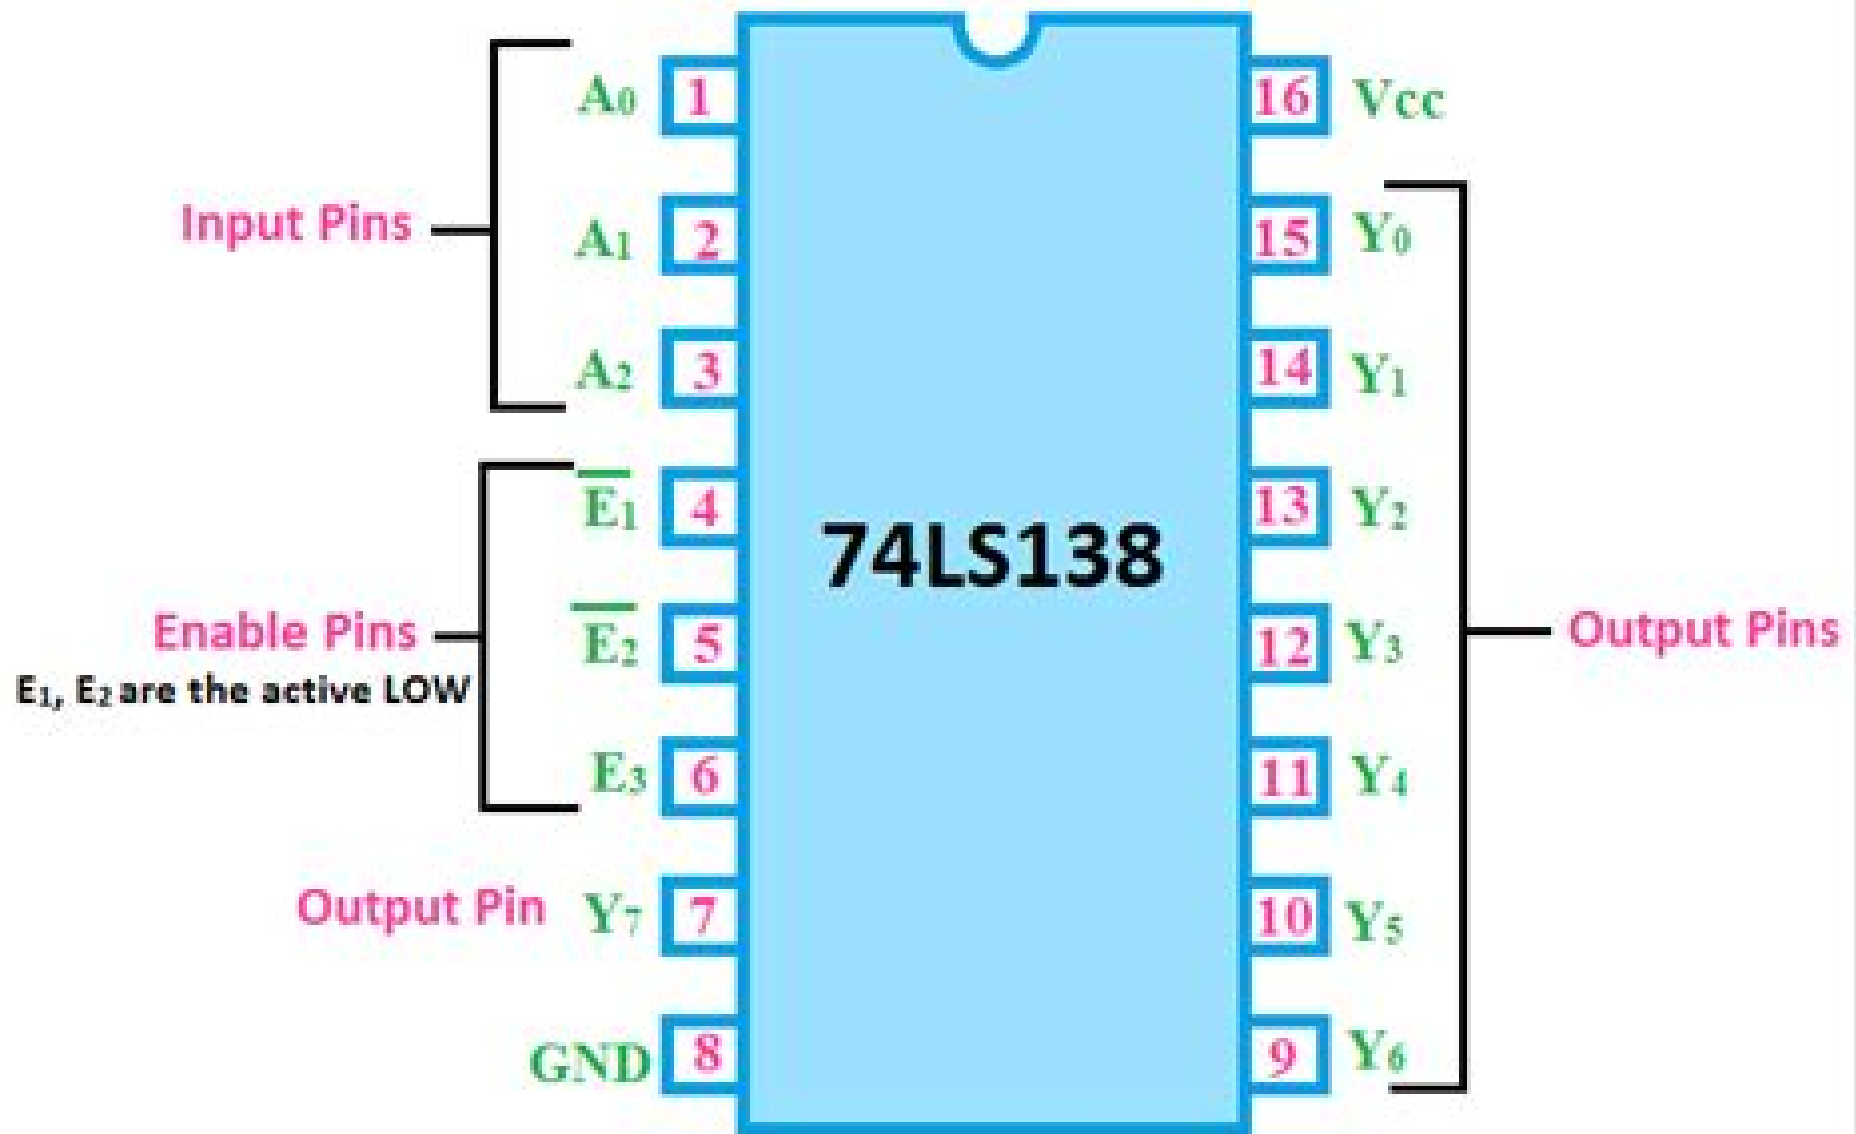 A0 1
16 Vcc
Input Pins
A1 2
15 Y0
A2 3
14 Y1
E̅1 4
13 Y2
74LS138
Enable Pins
E1, E2 are the active LOW
E̅2 5
12 Y3
Output Pins
E3 6
11 Y4
Output Pin Y7 7
10 Y5
GND 8
9 Y6